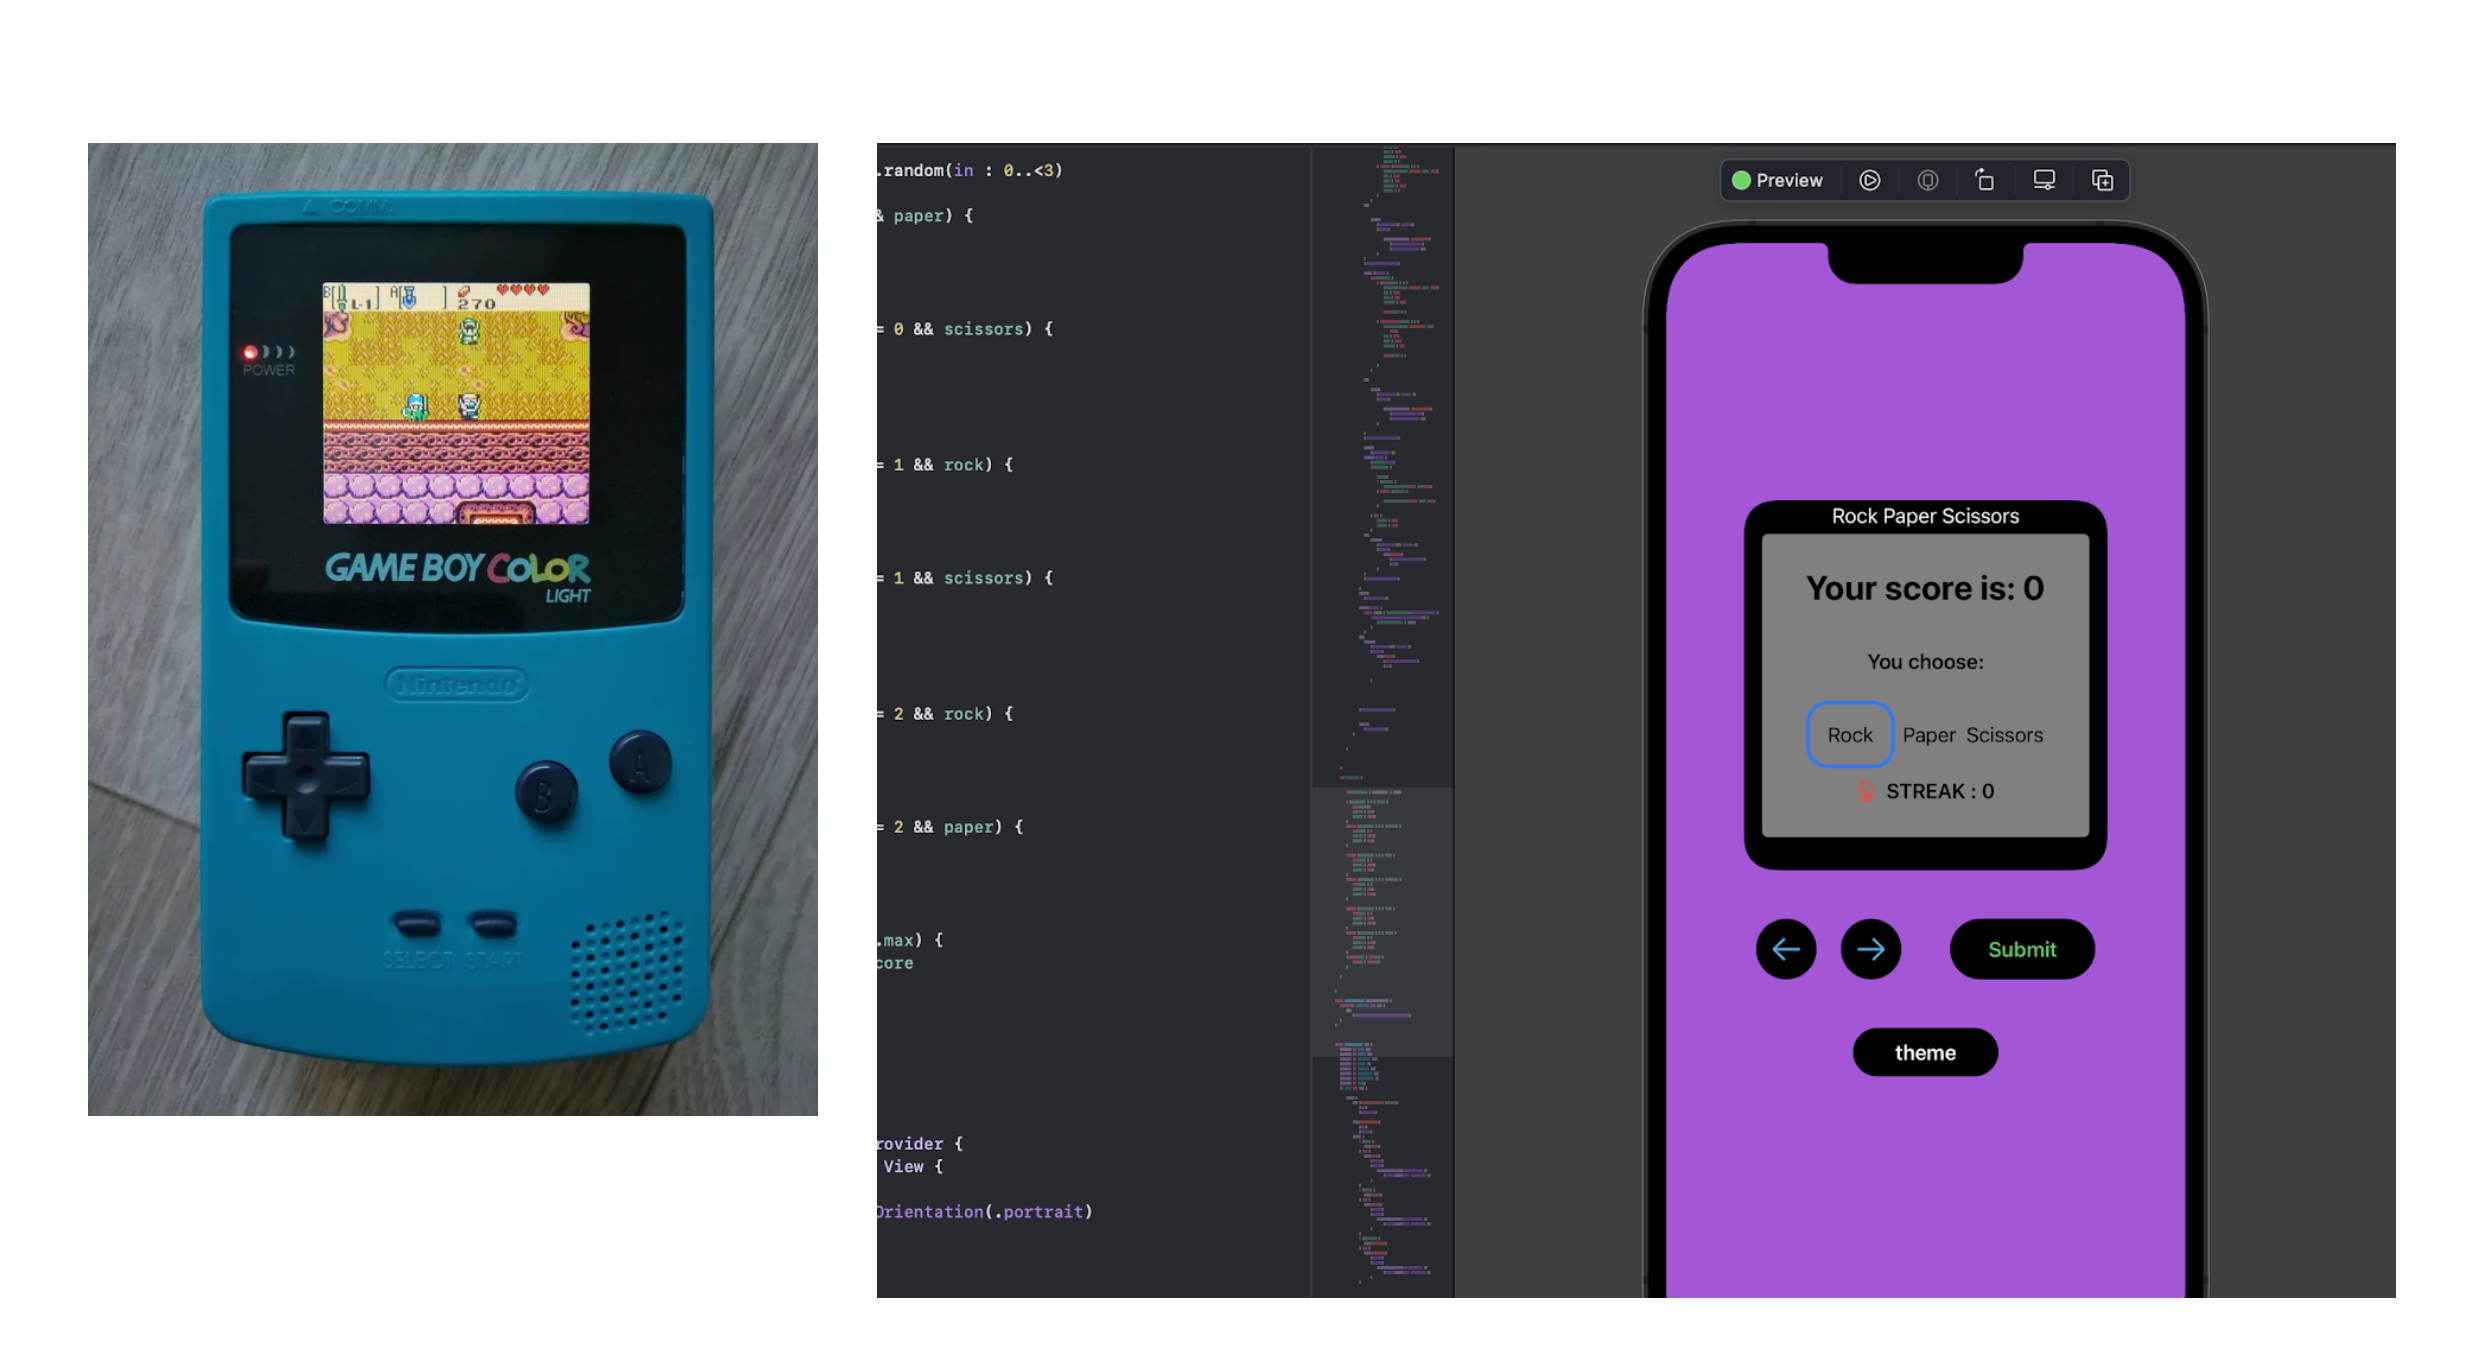 COMM.
B[ L-1] A[ ] 270
POWER
GAME BOY COLOR
LIGHT
Nintendo
B
A
SELECT START
.random(in : 0..<3)
& paper) {
= 0 && scissors) {
= 1 && rock) {
= 1 && scissors) {
= 2 && rock) {
= 2 && paper) {
.max) {
core
rovider {
View {
Orientation(.portrait)
Preview
Rock Paper Scissors
Your score is: 0
You choose:
Rock Paper Scissors
STREAK : 0
Submit
theme